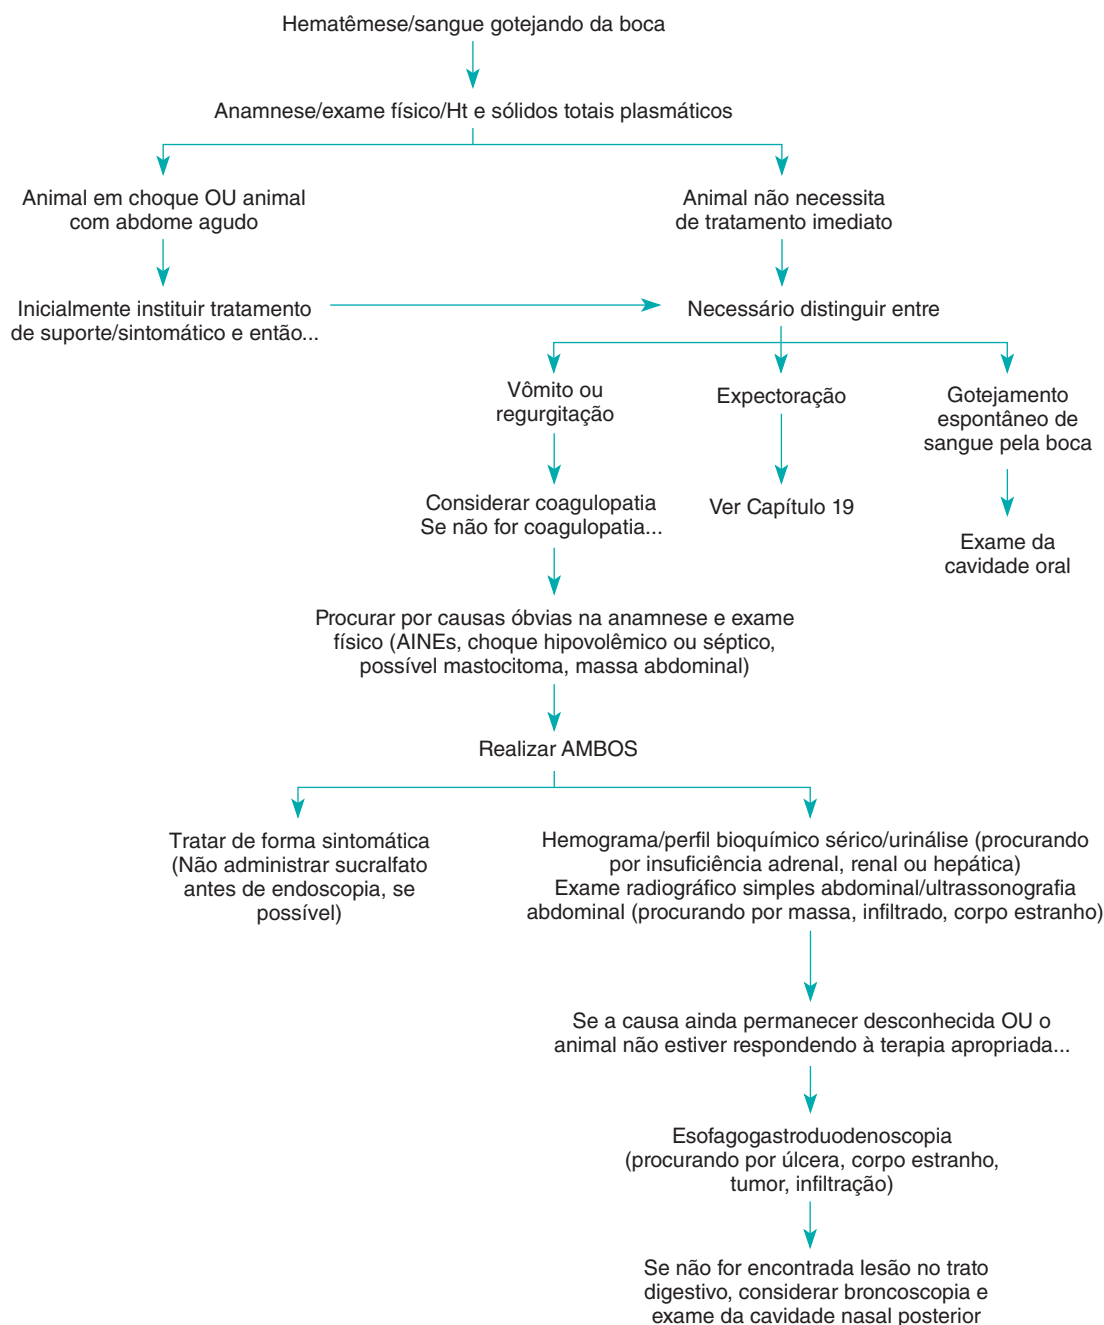 Hematêmese/sangue gotejando da boca
Anamnese/exame físico/Ht e sólidos totais plasmáticos
Animal em choque OU animal
com abdome agudo
Animal não necessita
de tratamento imediato
Inicialmente instituir tratamento
de suporte/sintomático e então...
Necessário distinguir entre
Vômito ou
regurgitação
Expectoração
Gotejamento
espontâneo de
sangue pela boca
Considerar coagulopatia
Se não for coagulopatia...
Ver Capítulo 19
Exame da
cavidade oral
Procurar por causas óbvias na anamnese e exame
físico (AINEs, choque hipovolêmico ou séptico,
possível mastocitoma, massa abdominal)
Realizar AMBOS
Tratar de forma sintomática
(Não administrar sucralfato
antes de endoscopia, se
possível)
Hemograma/perfil bioquímico sérico/urinálise (procurando
por insuficiência adrenal, renal ou hepática)
Exame radiográfico simples abdominal/ultrassonografia
abdominal (procurando por massa, infiltrado, corpo estranho)
Se a causa ainda permanecer desconhecida OU o
animal não estiver respondendo à terapia apropriada...
Esofagogastroduodenoscopia
(procurando por úlcera, corpo estranho,
tumor, infiltração)
Se não for encontrada lesão no trato
digestivo, considerar broncoscopia e
exame da cavidade nasal posterior